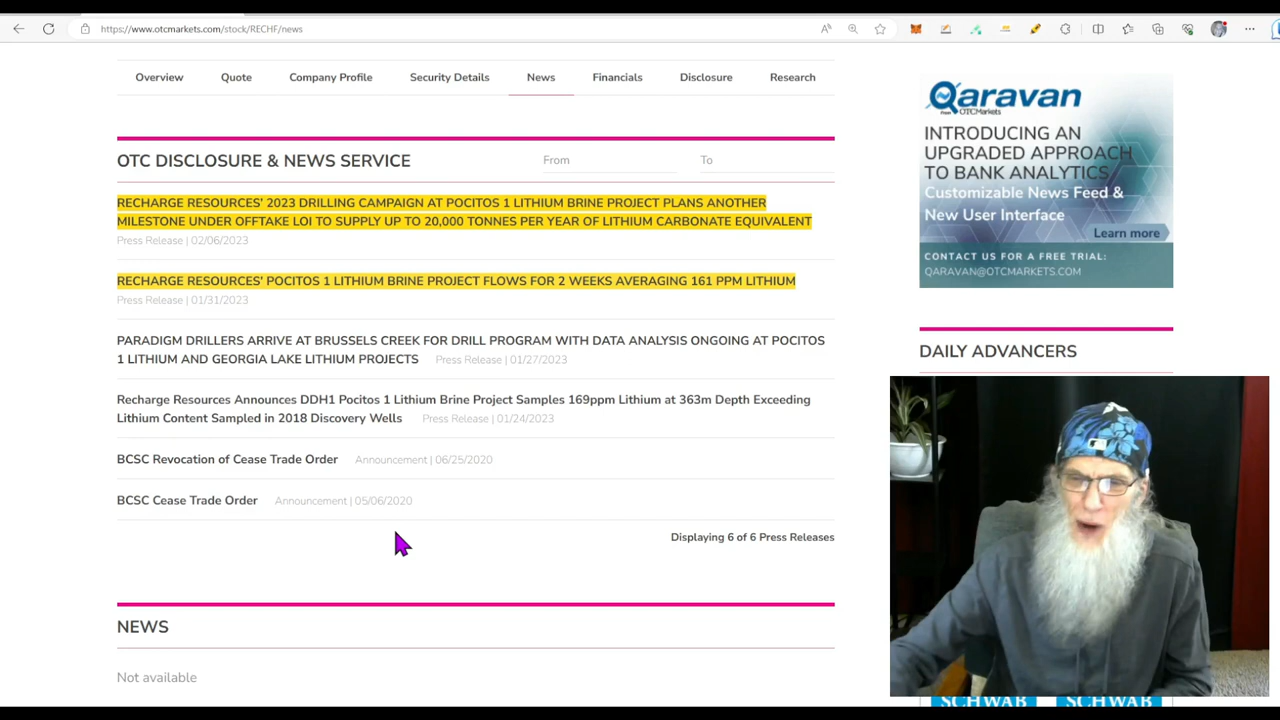 https://www.otcmarkets.com/stock/RECHF/news
Overview Quote Company Profile Security Details News Financials Disclosure Research
OTC DISCLOSURE & NEWS SERVICE From To
RECHARGE RESOURCES' 2023 DRILLING CAMPAIGN AT POCITOS 1 LITHIUM BRINE PROJECT PLANS ANOTHER
MILESTONE UNDER OFFTAKE LOI TO SUPPLY UP TO 20,000 TONNES PER YEAR OF LITHIUM CARBONATE EQUIVALENT
Press Release | 02/06/2023
RECHARGE RESOURCES' POCITOS 1 LITHIUM BRINE PROJECT FLOWS FOR 2 WEEKS AVERAGING 161 PPM LITHIUM
Press Release | 01/31/2023
PARADIGM DRILLERS ARRIVE AT BRUSSELS CREEK FOR DRILL PROGRAM WITH DATA ANALYSIS ONGOING AT POCITOS
1 LITHIUM AND GEORGIA LAKE LITHIUM PROJECTS Press Release | 01/27/2023
Recharge Resources Announces DDH1 Pocitos 1 Lithium Brine Project Samples 169ppm Lithium at 363m Depth Exceeding
Lithium Content Sampled in 2018 Discovery Wells Press Release | 01/24/2023
BCSC Revocation of Cease Trade Order Announcement | 06/25/2020
BCSC Cease Trade Order Announcement | 05/06/2020
Displaying 6 of 6 Press Releases
NEWS
Not available
Qaravan
From OTCMarkets
INTRODUCING AN
UPGRADED APPROACH
TO BANK ANALYTICS
Customizable News Feed &
New User Interface
Learn more
CONTACT US FOR A FREE TRIAL:
QARAVAN@OTCMARKETS.COM
DAILY ADVANCERS
SCHWAB SCHWAB